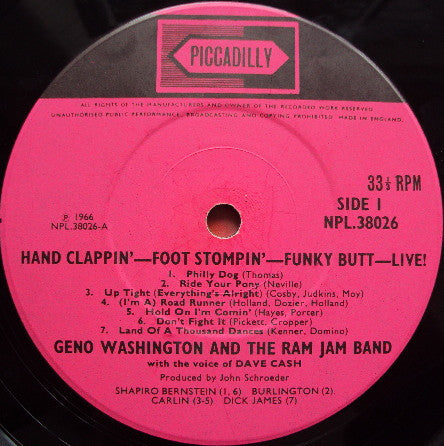 PICCADILLY
ALL RIGHTS OF THE MANUFACTURERS AND OWNER OF THE RECORDED WORK RESERVED
UNAUTHORISED PUBLIC PERFORMANCE, BROADCASTING AND COPYING PROHIBITED MADE IN ENGLAND.
33⅓ RPM
SIDE 1
NPL.38026
℗ 1966
NPL.38026-A
HAND CLAPPIN'—FOOT STOMPIN'—FUNKY BUTT—LIVE!
1. Philly Dog (Thomas)
2. Ride Your Pony (Neville)
3. Up Tight (Everything's Alright) (Cosby, Judkins, Moy)
4. (I'm A) Road Runner (Holland, Dozier, Holland)
5. Hold On I'm Comin' (Hayes, Porter)
6. Don't Fight It (Pickett, Cropper)
7. Land Of A Thousand Dances (Kenner, Domino)
GENO WASHINGTON AND THE RAM JAM BAND
with the voice of DAVE CASH
Produced by John Schroeder
SHAPIRO BERNSTEIN (1, 6) BURLINGTON (2)
CARLIN (3-5) DICK JAMES (7)